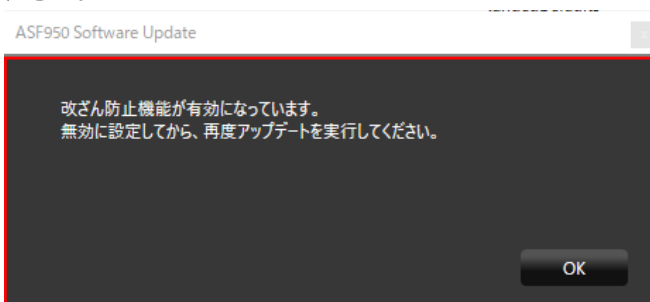 ASF950 Software Update
x
改ざん防止機能が有効になっています。
無効に設定してから、再度アップデートを実行してください。
OK